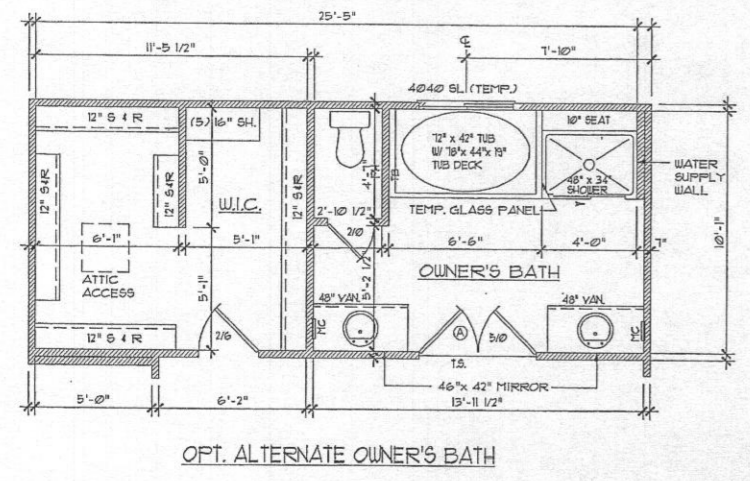 25'-5"
11'-5 1/2"
7'-10"
4040 SL. (TEMP.)
12" S & R
(5) 16" SH.
10" SEAT
72" x 42" TUB
W/ 78"x 44"x 19"
TUB DECK
48" x 34"
SHOWER
WATER
SUPPLY
WALL
12" S&R
12" S&R
12" S&R
5'-0"
W.I.C.
4'-7"
2'-10 1/2"
2/0
TEMP. GLASS PANEL
6'-1"
5'-1"
6'-6"
4'-0"
7"
10'-1"
ATTIC
ACCESS
5'-1"
5'-2 1/2"
OWNER'S BATH
48" VAN.
48" VAN.
12" S & R
2/6
MC
A
5/0
MC
T.S.
46"x 42" MIRROR
5'-0"
6'-2"
13'-11 1/2"
OPT. ALTERNATE OWNER'S BATH